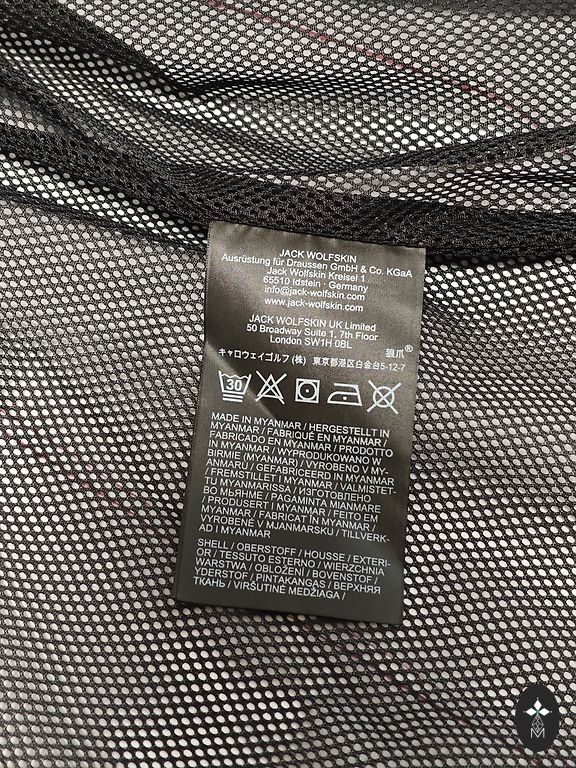 JACK WOLFSKIN
Ausrüstung für Draussen GmbH & Co. KGaA
Jack Wolfskin Kreisel 1
65510 Idstein · Germany
info@jack-wolfskin.com
www.jack-wolfskin.com
JACK WOLFSKIN UK Limited
50 Broadway Suite 1, 7th Floor
London SW1H 0BL
狼爪®
キャロウェイゴルフ (株) 東京都港区白金台5-12-7
30
MADE IN MYANMAR / HERGESTELLT IN
MYANMAR / FABRIQUÉ EN MYANMAR /
FABRICADO EN MYANMAR / PRODOTTO
IN MYANMAR / WYPRODUKOWANO W
BIRMIE (MYANMAR) / VYROBENO V MY-
ANMARU / GEFABRICEERD IN MYANMAR
/ FREMSTILLET I MYANMAR / VALMISTET-
TU MYANMARISSA / ИЗГОТОВЛЕНО
ВО МЬЯНМЕ / PAGAMINTA MIANMARE
/ PRODUSERT I MYANMAR / FEITO EM
MYANMAR / FABRICAT ÎN MYANMAR /
VYROBENÉ V MJANMARSKU / TILLVERK-
AD I MYANMAR
SHELL / OBERSTOFF / HOUSSE / EXTERI-
OR / TESSUTO ESTERNO / WIERZCHNIA
WARSTWA / OBLOŽENÍ / BOVENSTOF /
YDERSTOF / PINTAKANGAS / ВЕРХНЯЯ
ТКАНЬ / VIRŠUTINĖ MEDŽIAGA /
M